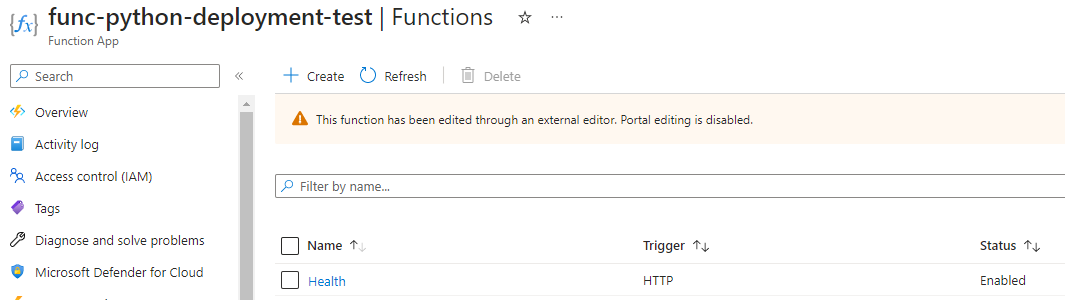 {fx}
func-python-deployment-test | Functions
Function App
Search
Create Refresh Delete
Overview
Activity log
Access control (IAM)
Tags
Diagnose and solve problems
Microsoft Defender for Cloud
This function has been edited through an external editor. Portal editing is disabled.
Filter by name...
Name Trigger Status
Health HTTP Enabled